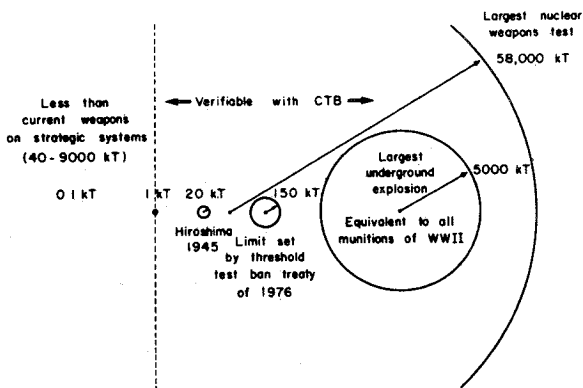 Largest nuclear
weapons test
58,000 kT
Less than
current weapons
on strategic systems
(40-9000 kT)
Verifiable with CTB
0.1 kT
1 kT
20 kT
150 kT
Hiroshima
1945
Limit set
by threshold
test ban treaty
of 1976
Largest
underground
explosion
5000 kT
Equivalent to all
munitions of WWII